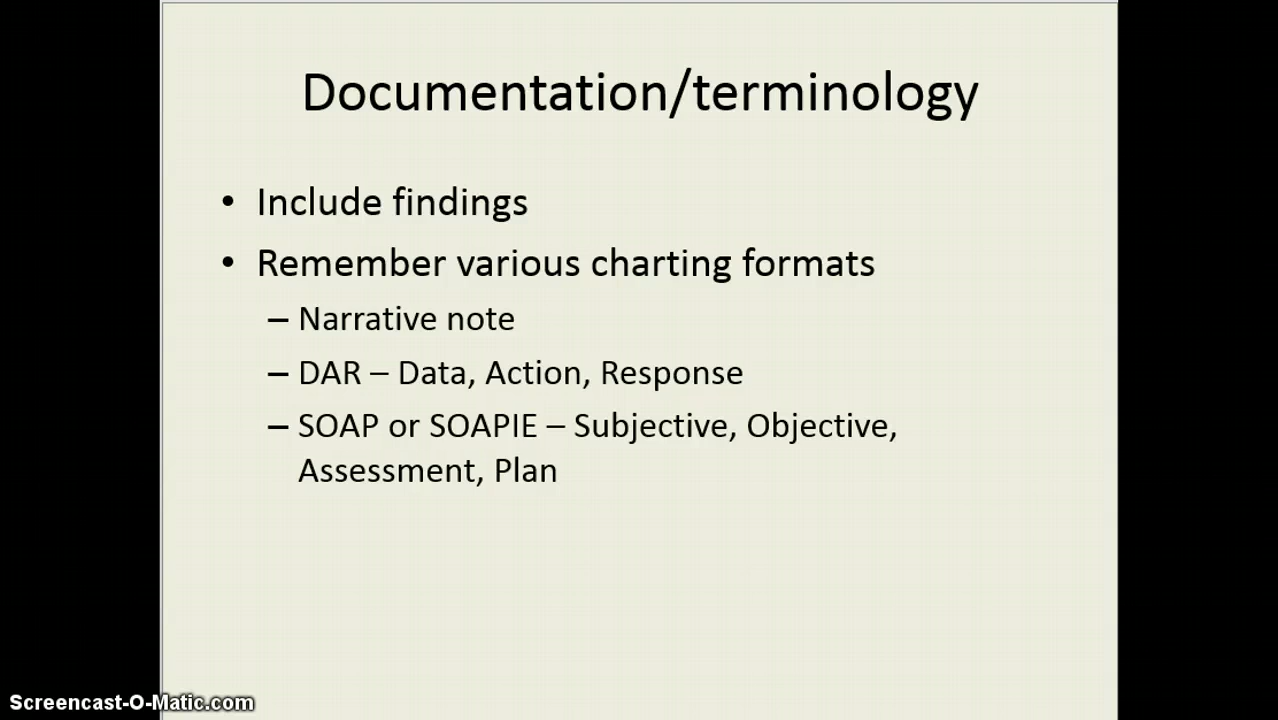 Documentation/terminology
• Include findings
• Remember various charting formats
– Narrative note
– DAR – Data, Action, Response
– SOAP or SOAPIE – Subjective, Objective,
Assessment, Plan
Screencast-O-Matic.com